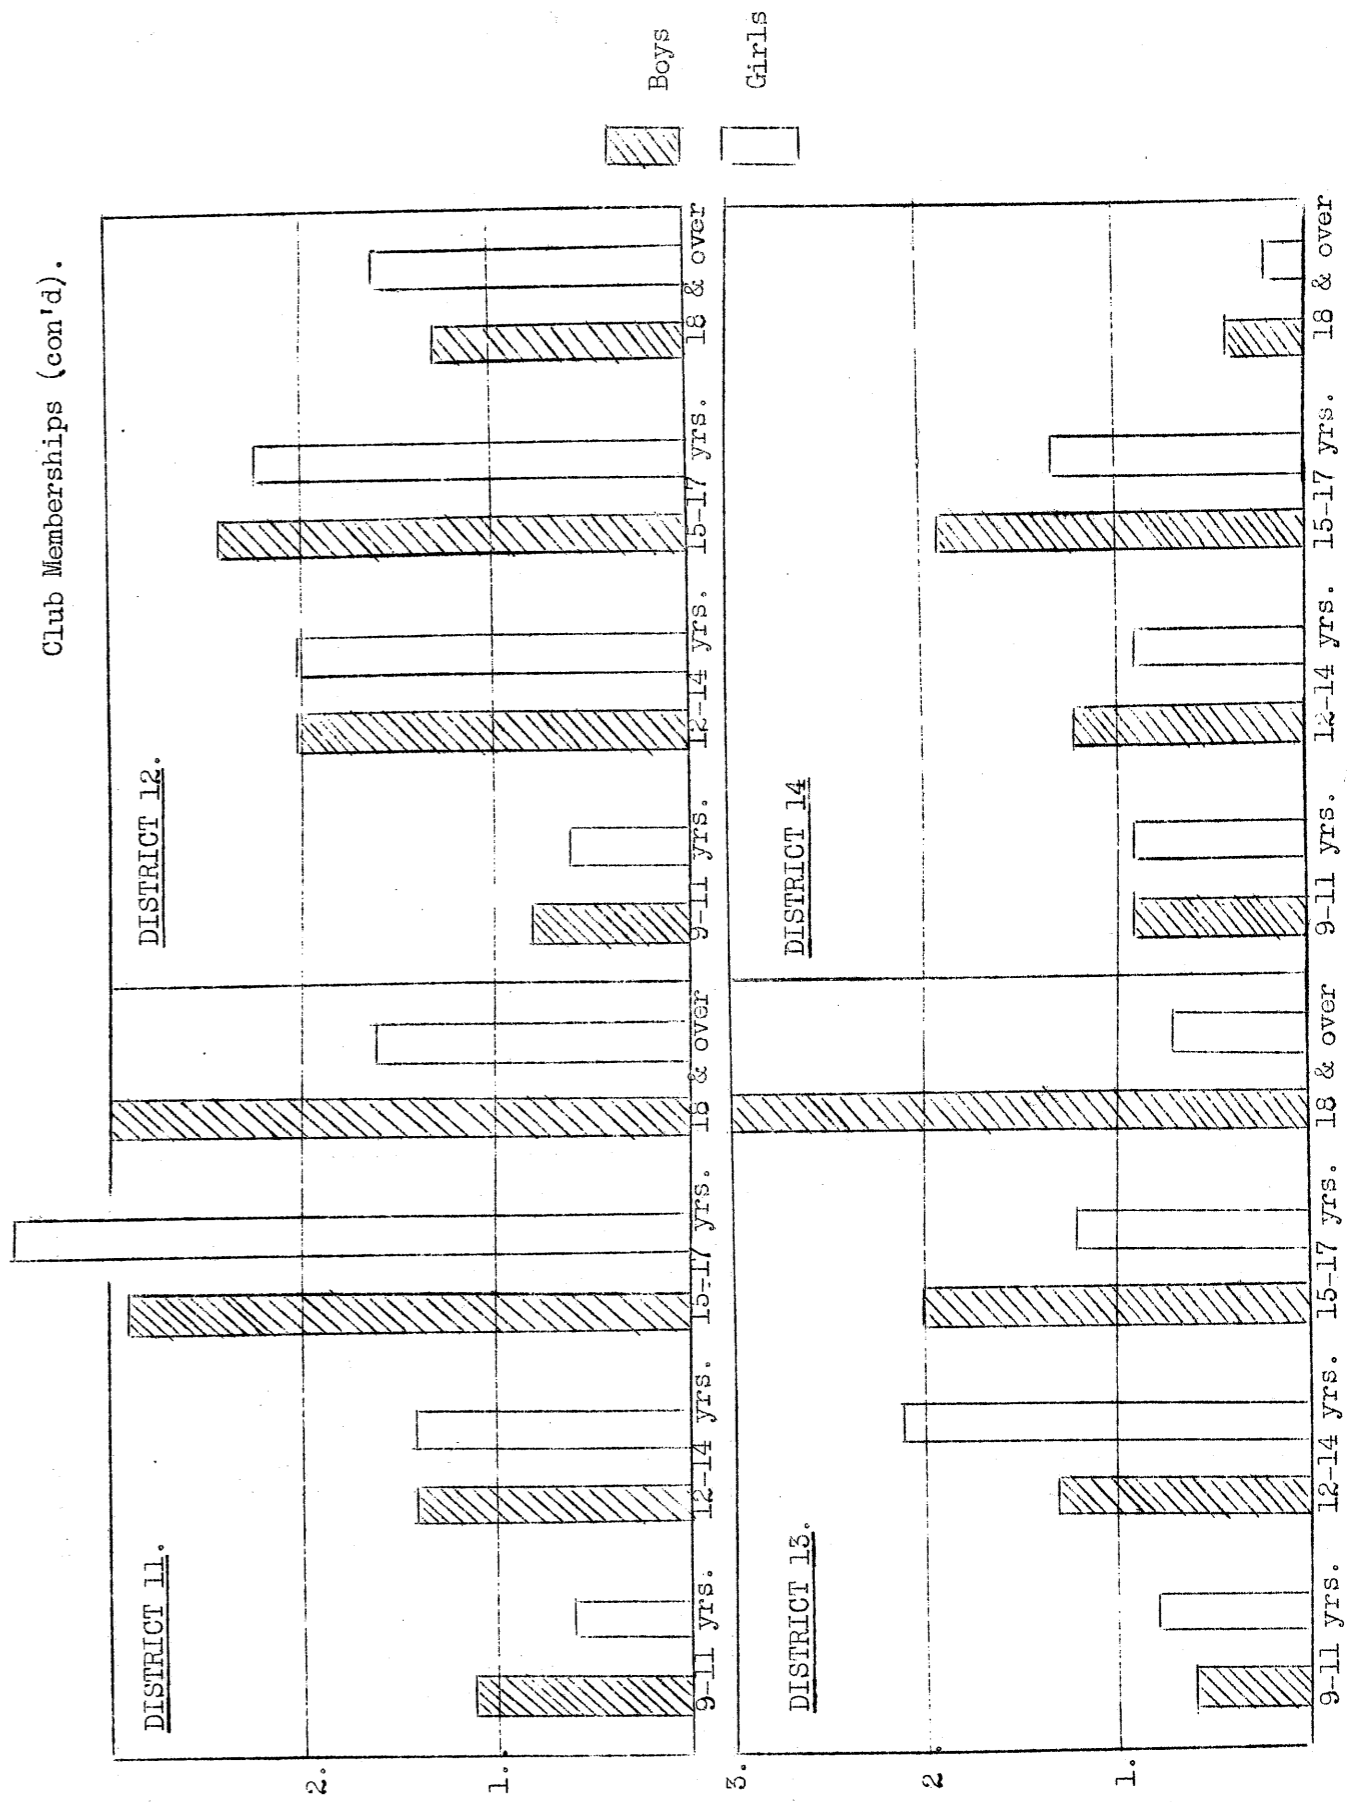 Club Memberships (con'd).
DISTRICT 11.
DISTRICT 12.
2.
1.
9-11 yrs. 12-14 yrs. 15-17 yrs. 18 & over 9-11 yrs. 12-14 yrs. 15-17 yrs. 18 & over
Boys
Girls
3.
DISTRICT 13.
DISTRICT 14
2.
1.
9-11 yrs. 12-14 yrs. 15-17 yrs. 18 & over 9-11 yrs. 12-14 yrs. 15-17 yrs. 18 & over